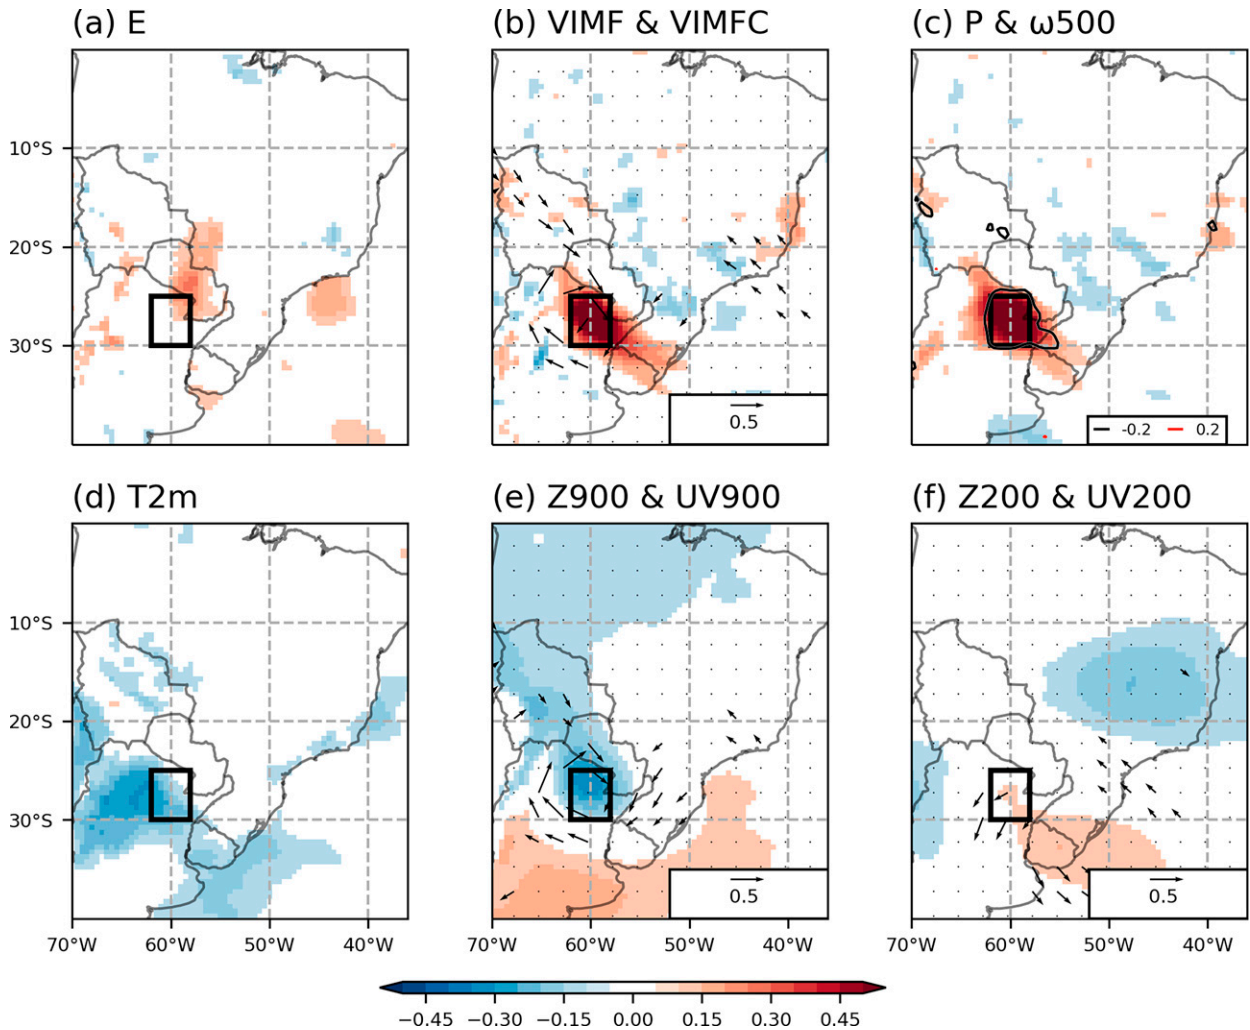 (a) E
(b) VIMF & VIMFC
(c) P & ω500
10°S
20°S
30°S
0.5
-0.2
0.2
(d) T2m
(e) Z900 & UV900
(f) Z200 & UV200
10°S
20°S
30°S
0.5
0.5
70°W 60°W 50°W 40°W
70°W 60°W 50°W 40°W
70°W 60°W 50°W 40°W
−0.45 −0.30 −0.15 0.00 0.15 0.30 0.45